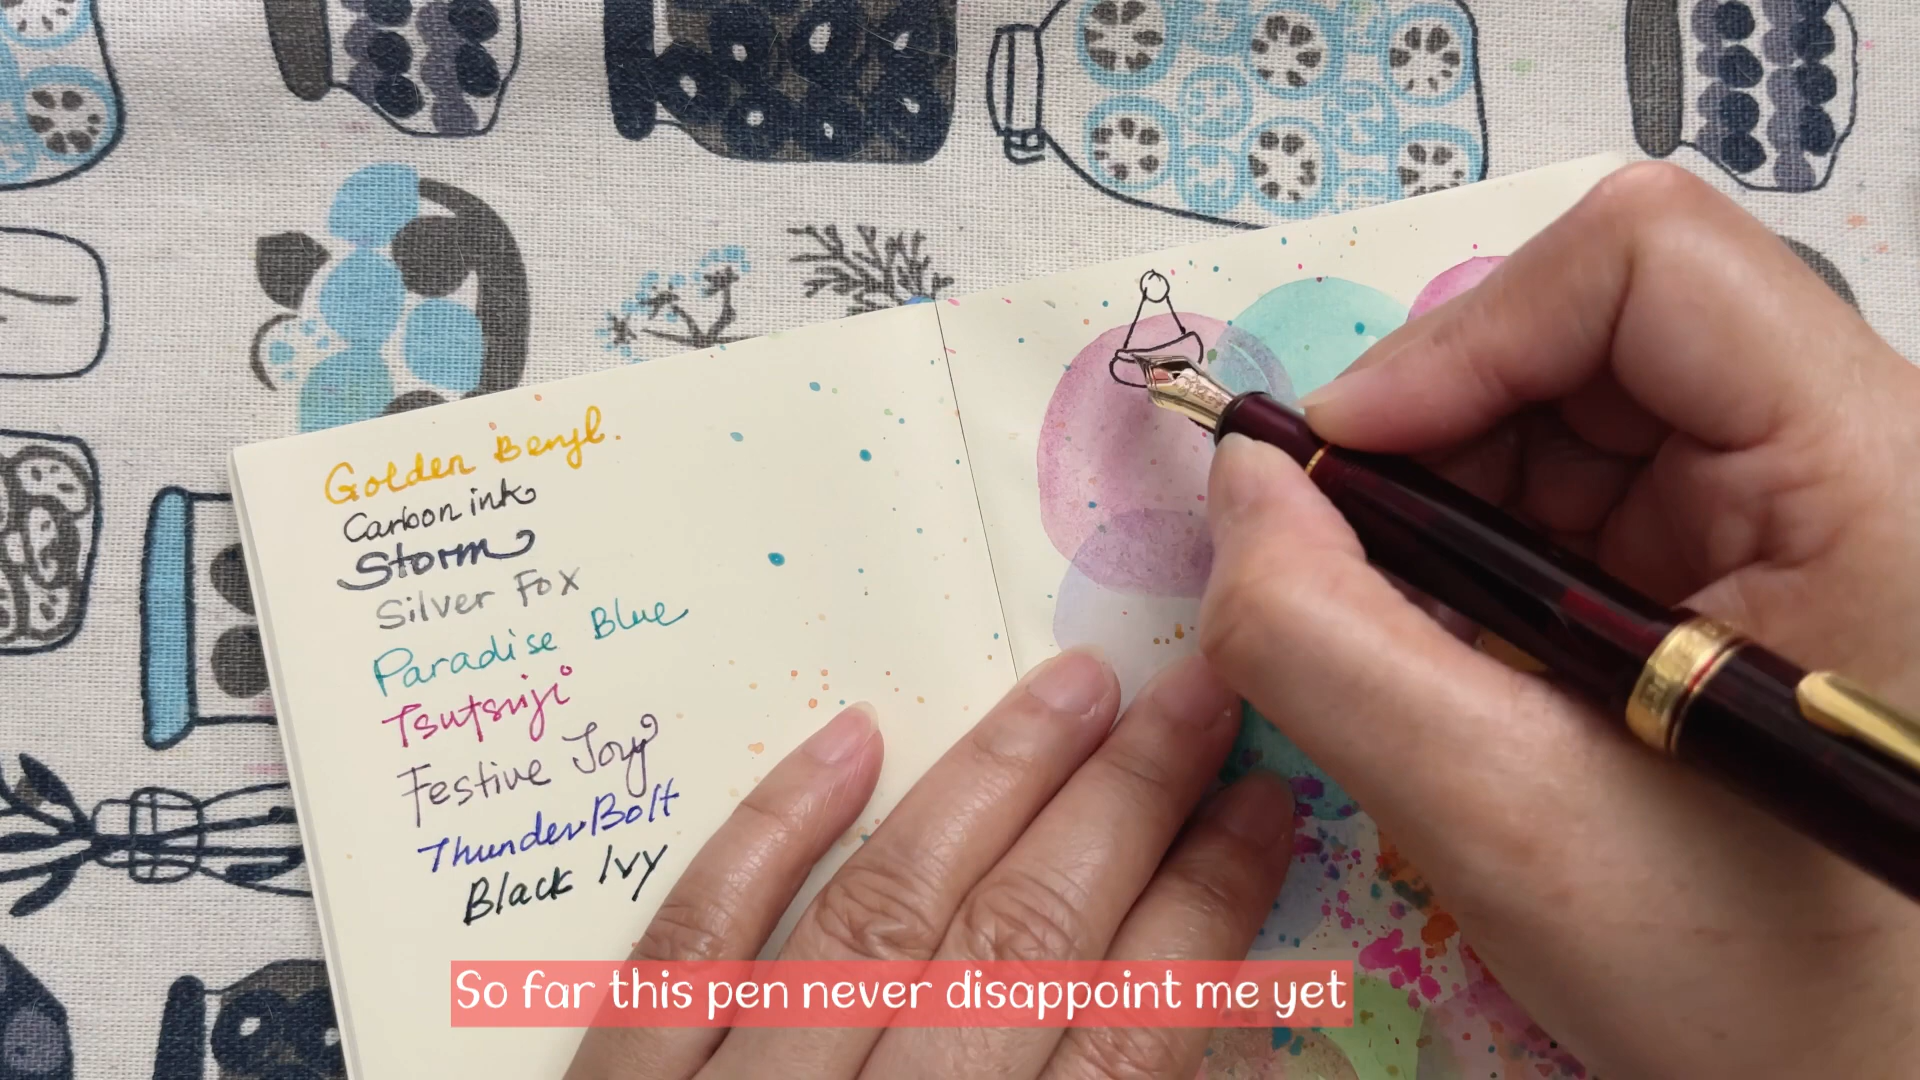 Golden Beryl.
Carbon ink
Storm
Silver Fox
Paradise Blue
Tsutsuji
Festive Joy
ThunderBolt
Black Ivy
So far this pen never disappoint me yet